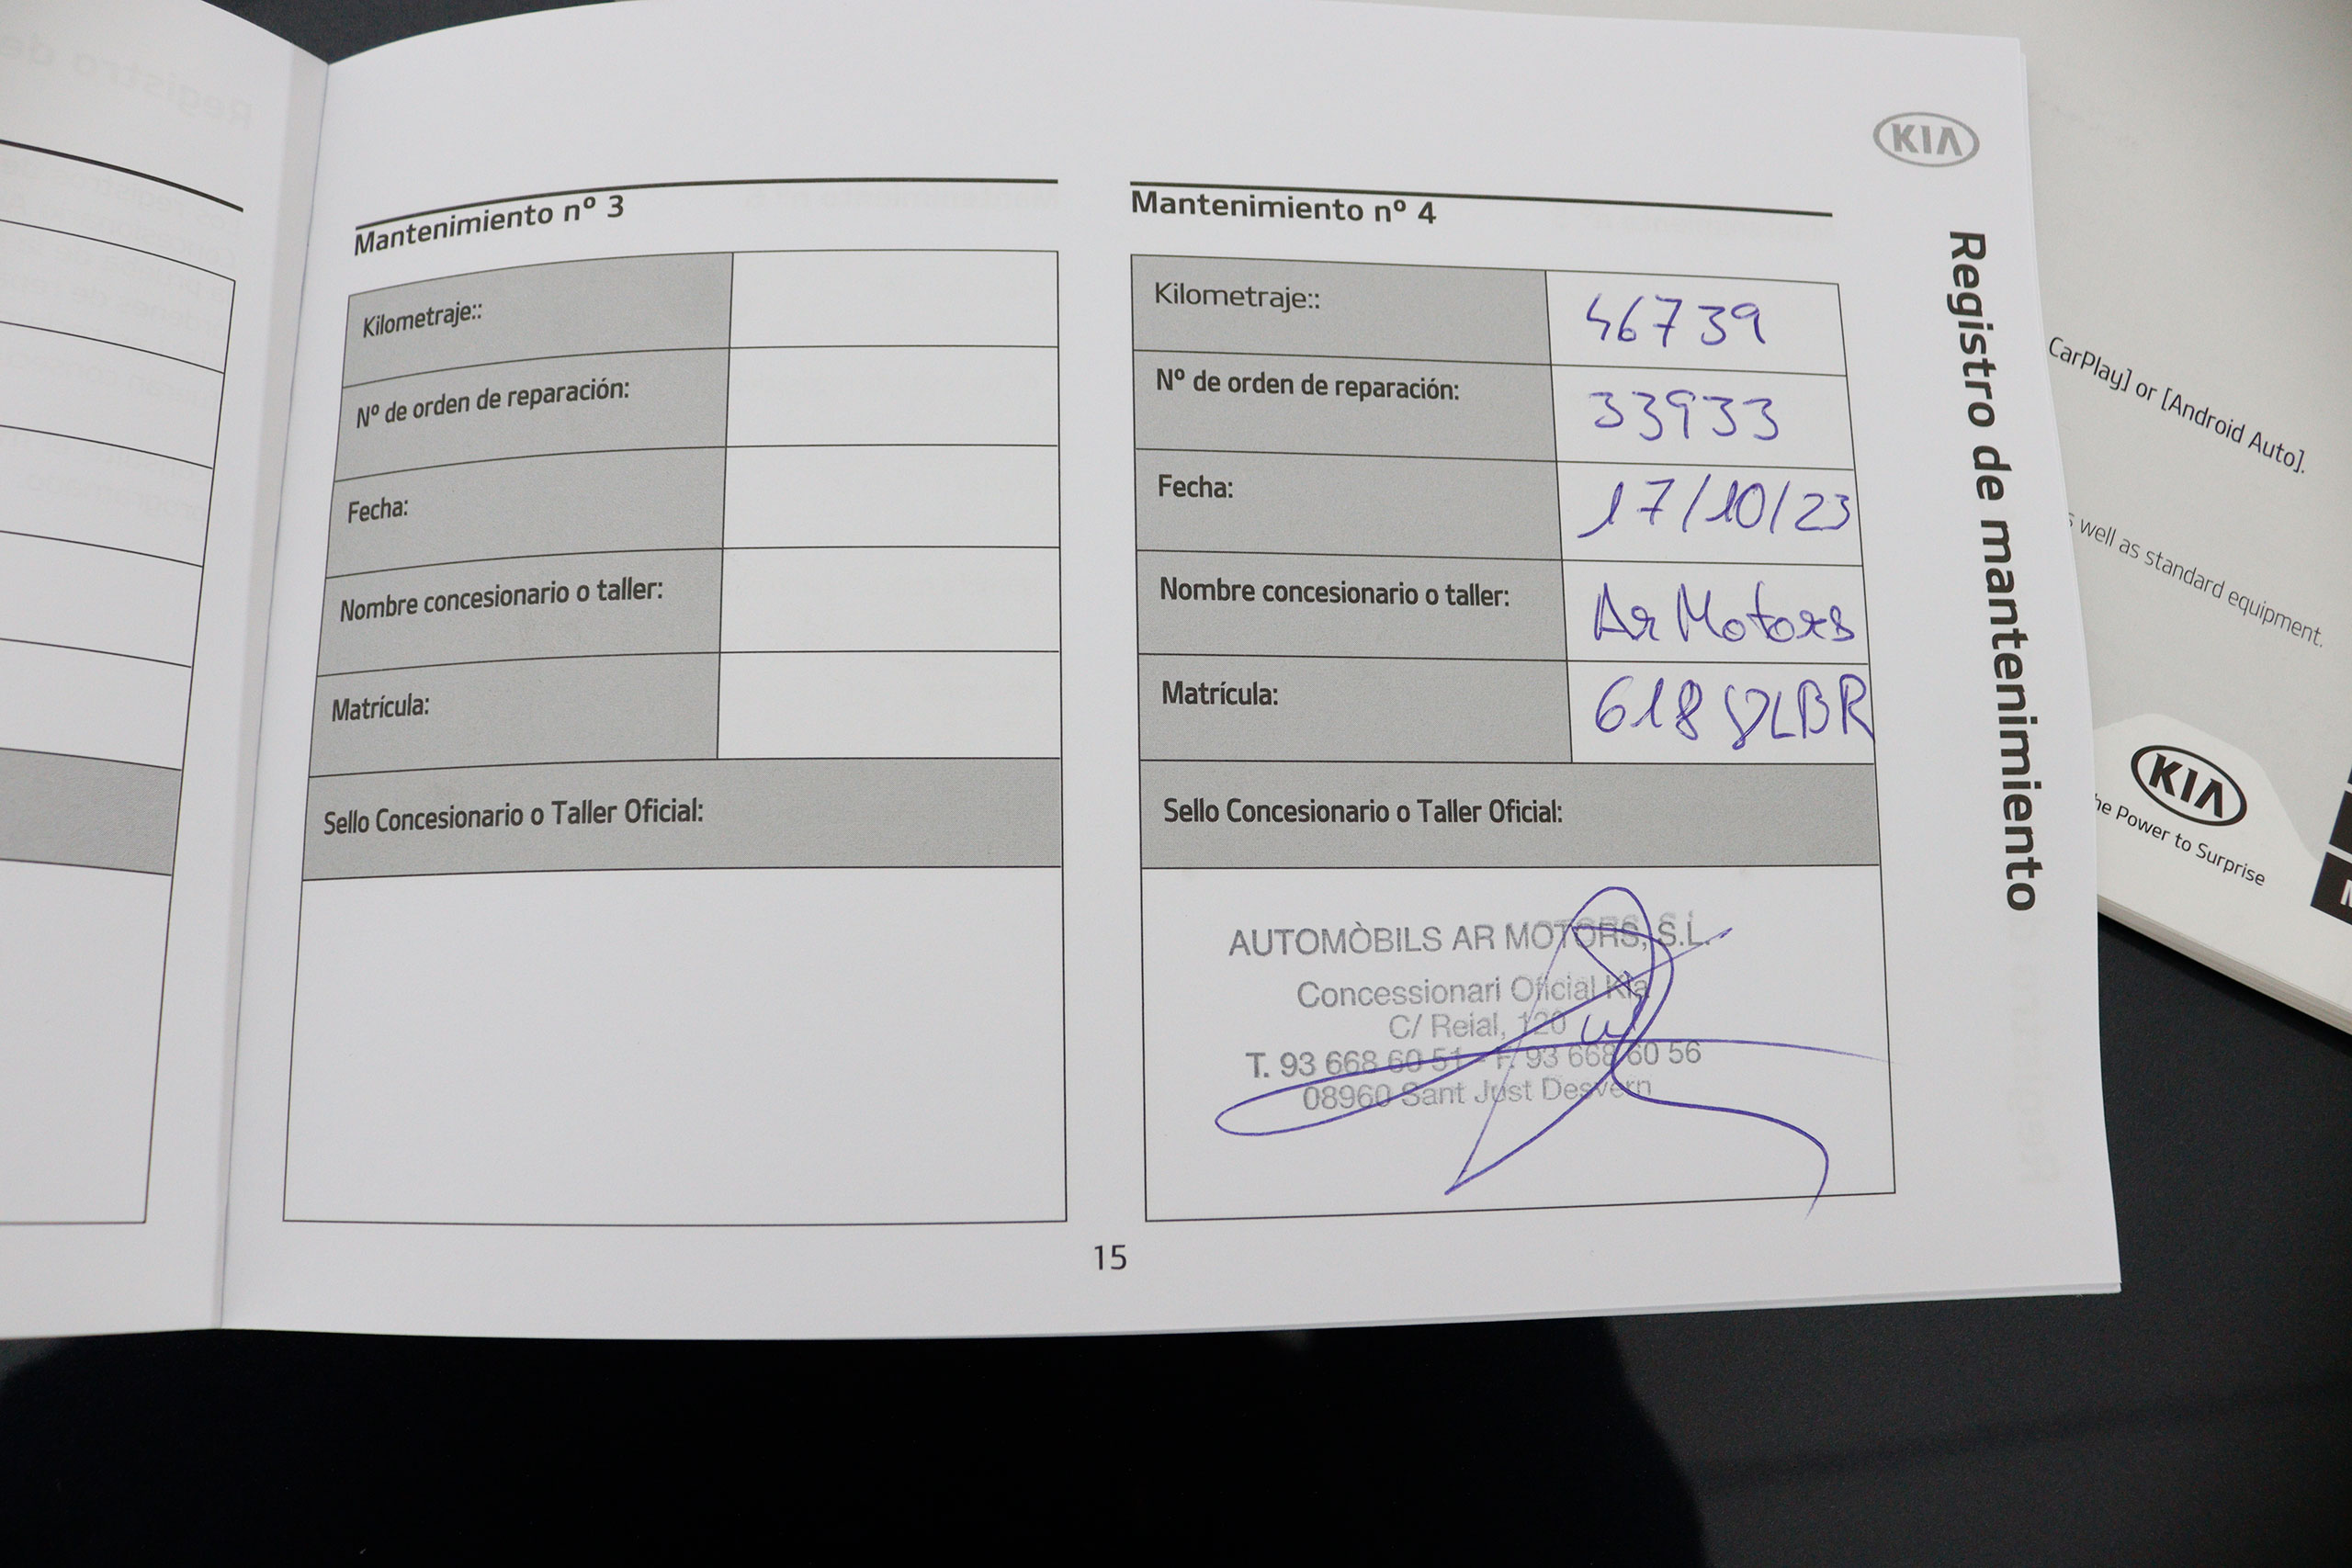 Mantenimiento nº 3
Kilometraje::
Nº de orden de reparación:
Fecha:
Nombre concesionario o taller:
Matrícula:
Sello Concesionario o Taller Oficial:
KIA
Registro de mantenimiento
Mantenimiento nº 4
Kilometraje:: 46739
Nº de orden de reparación: 33933
Fecha: 17/10/23
Nombre concesionario o taller: Ar Motors
Matrícula: 6188LBR
Sello Concesionario o Taller Oficial:
AUTOMÒBILS AR MOTORS, S.L.
Concessionari Oficial Kia
C/ Reial, 120
T. 93 668 60 51 - F. 93 668 60 56
08960 Sant Just Desvern
15
CarPlay] or [Android Auto].
well as standard equipment.
KIA
Power to Surprise